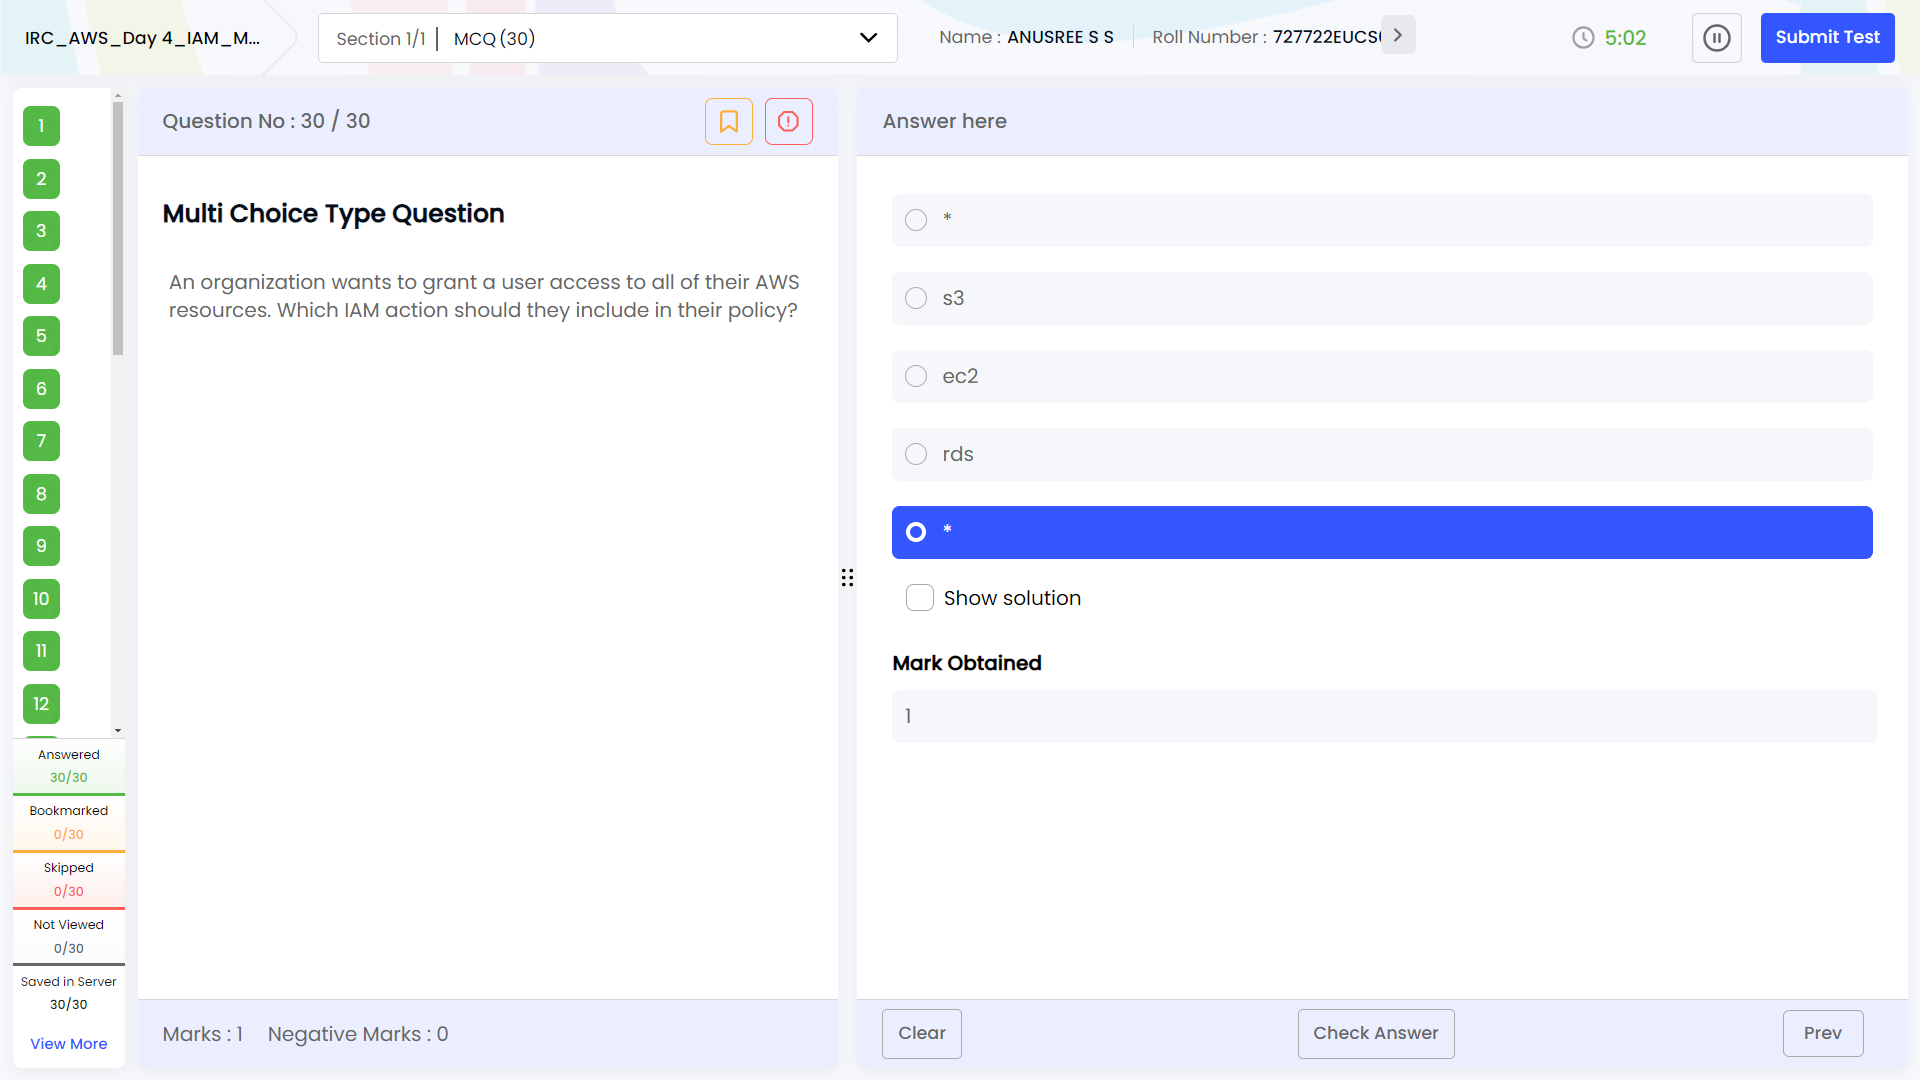 IRC_AWS_Day 4_IAM_M...
Section 1/1 | MCQ (30)
Name : ANUSREE S S
Roll Number : 727722EUCS
5:02
Submit Test
1
2
3
4
5
6
7
8
9
10
11
12
Answered
30/30
Bookmarked
0/30
Skipped
0/30
Not Viewed
0/30
Saved in Server
30/30
View More
Question No : 30 / 30
Multi Choice Type Question
An organization wants to grant a user access to all of their AWS
resources. Which IAM action should they include in their policy?
Marks : 1 Negative Marks : 0
Answer here
*
s3
ec2
rds
*
Show solution
Mark Obtained
1
Clear
Check Answer
Prev